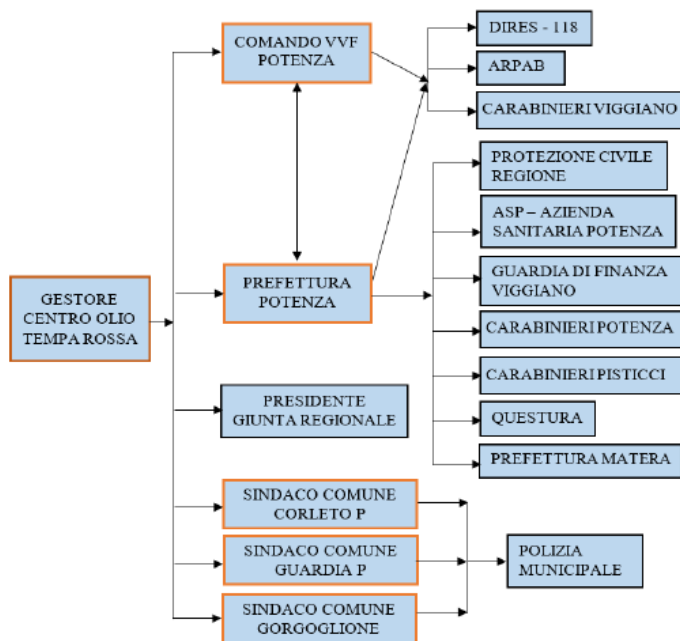 COMANDO VVF
POTENZA
DIRES - 118
ARPAB
CARABINIERI VIGGIANO
PROTEZIONE CIVILE
REGIONE
ASP – AZIENDA
SANITARIA POTENZA
GESTORE
CENTRO OLIO
TEMPA ROSSA
PREFETTURA
POTENZA
GUARDIA DI FINANZA
VIGGIANO
CARABINIERI POTENZA
CARABINIERI PISTICCI
PRESIDENTE
GIUNTA REGIONALE
QUESTURA
PREFETTURA MATERA
SINDACO COMUNE
CORLETO P
SINDACO COMUNE
GUARDIA P
POLIZIA
MUNICIPALE
SINDACO COMUNE
GORGOGLIONE